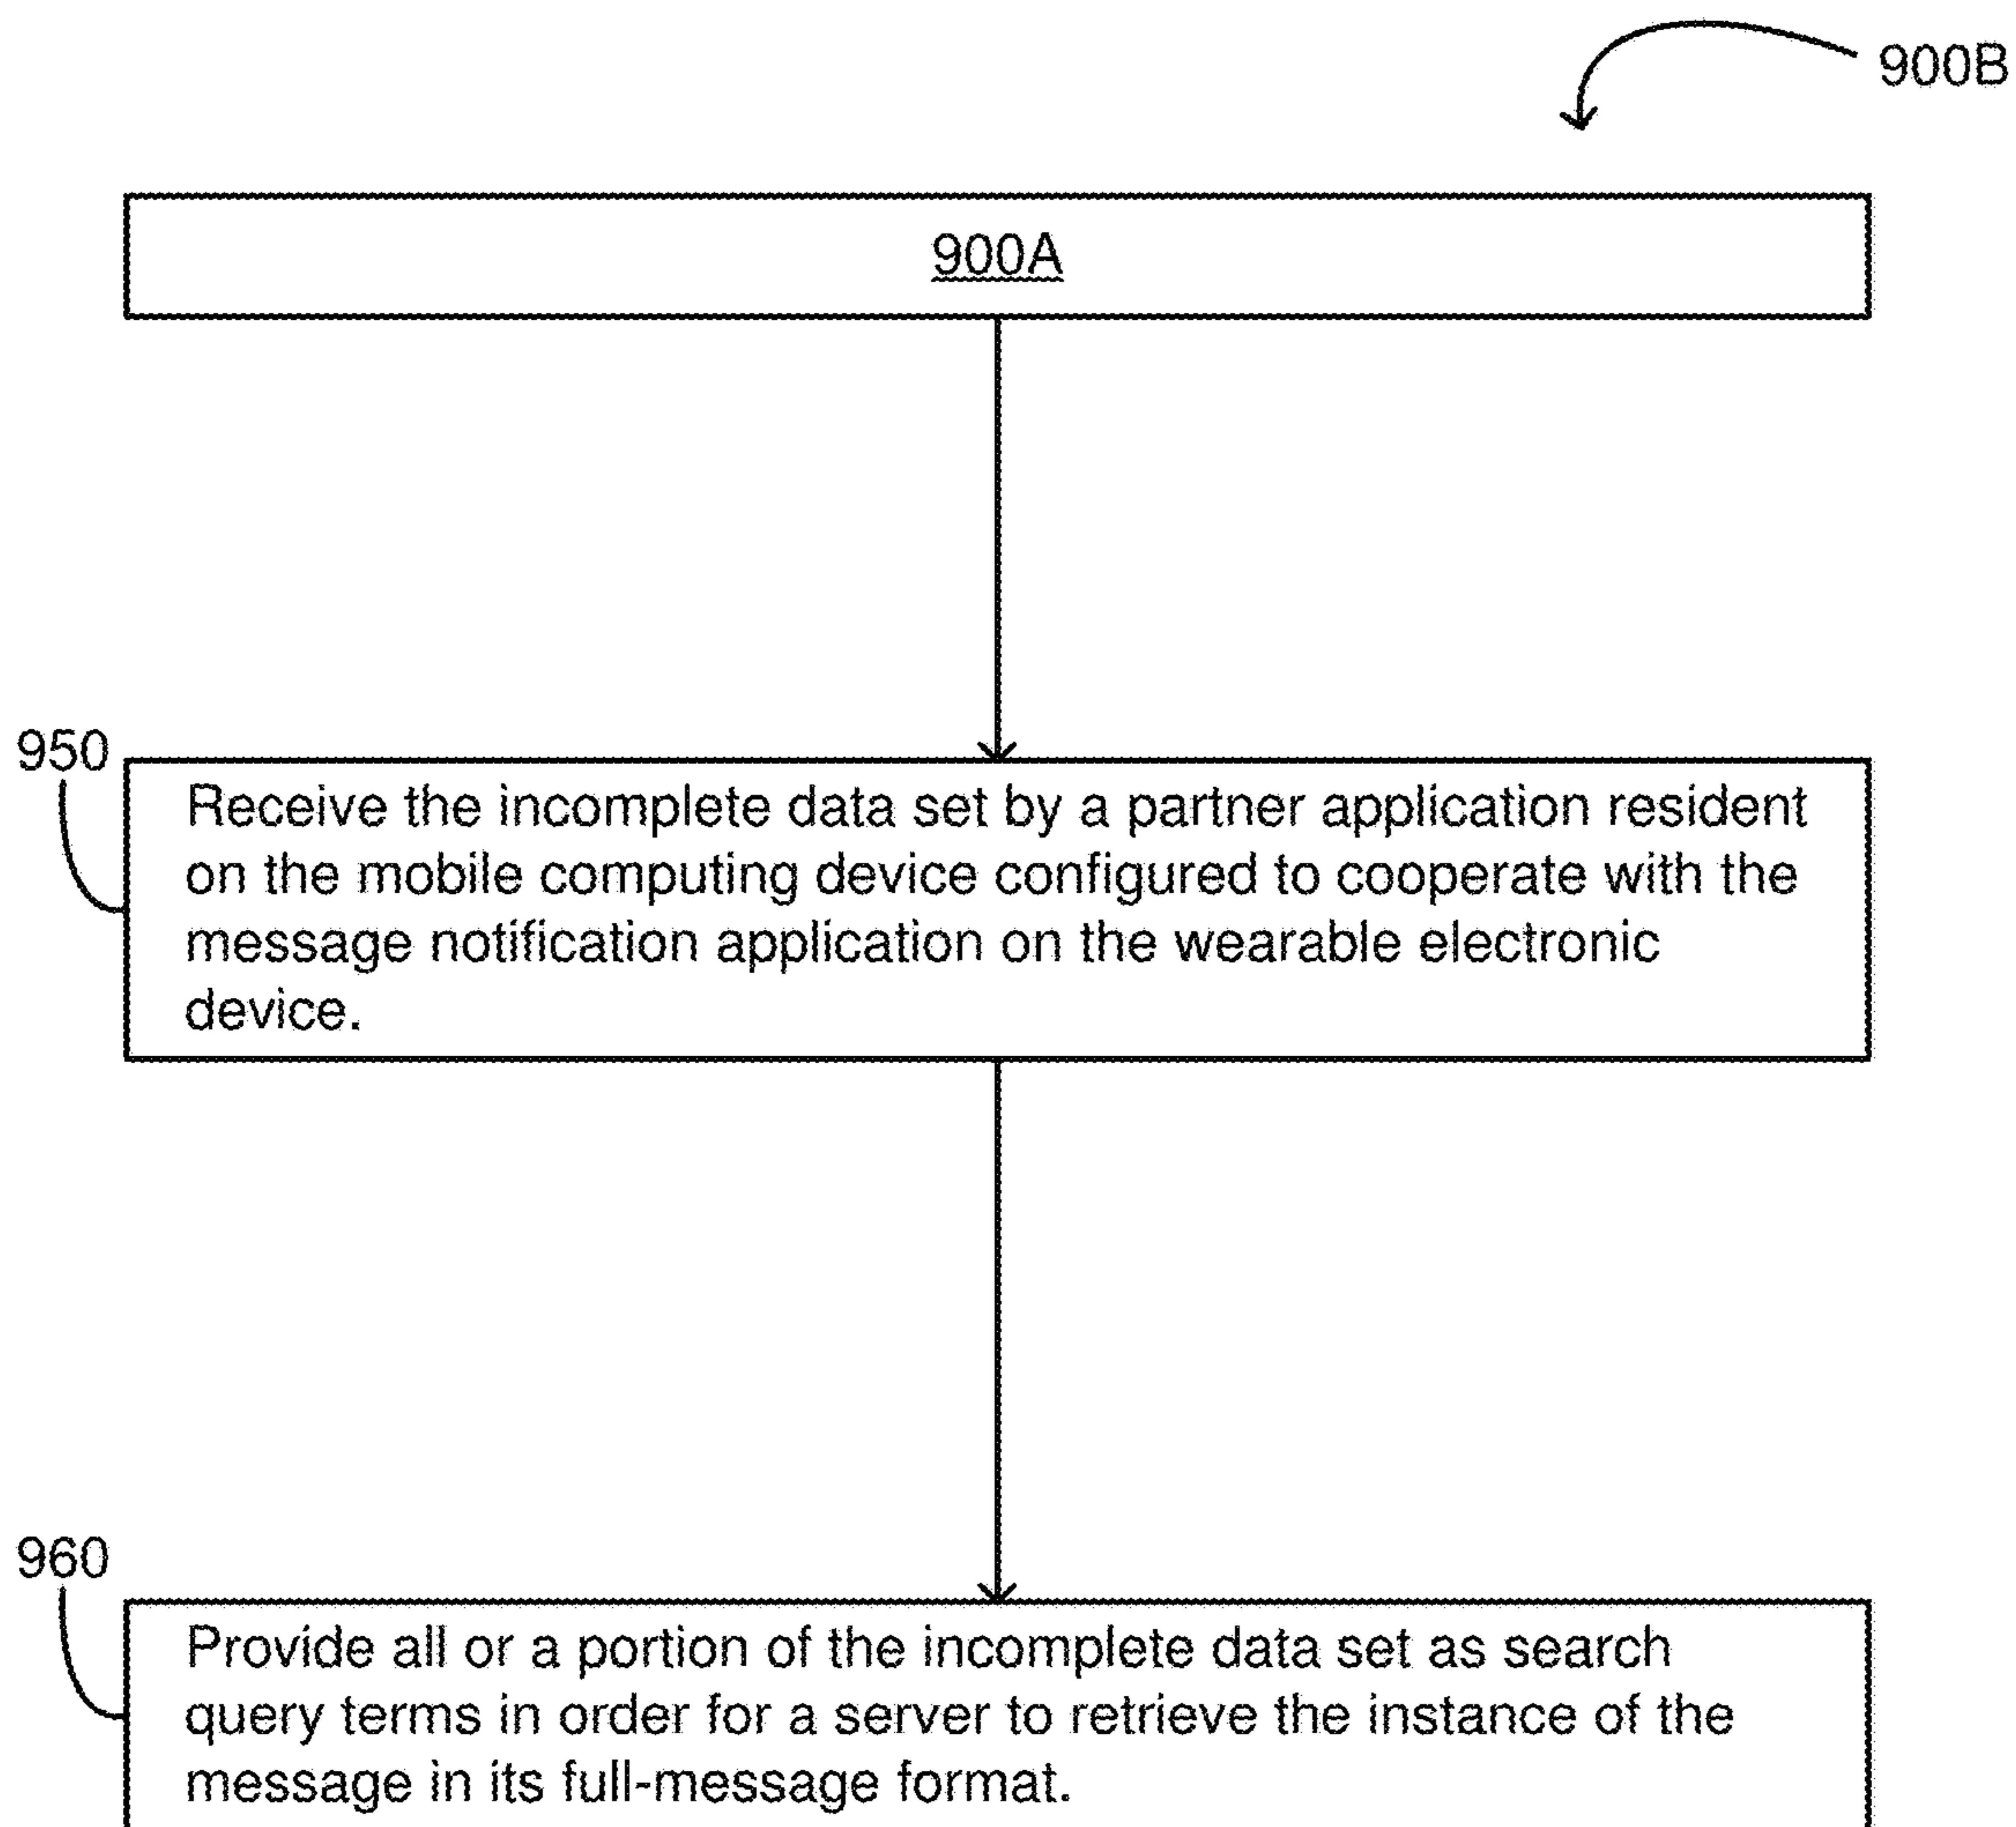 900B
900A
950
Receive the incomplete data set by a partner application resident
on the mobile computing device configured to cooperate with the
message notification application on the wearable electronic
device.
960
Provide all or a portion of the incomplete data set as search
query terms in order for a server to retrieve the instance of the
message in its full-message format.